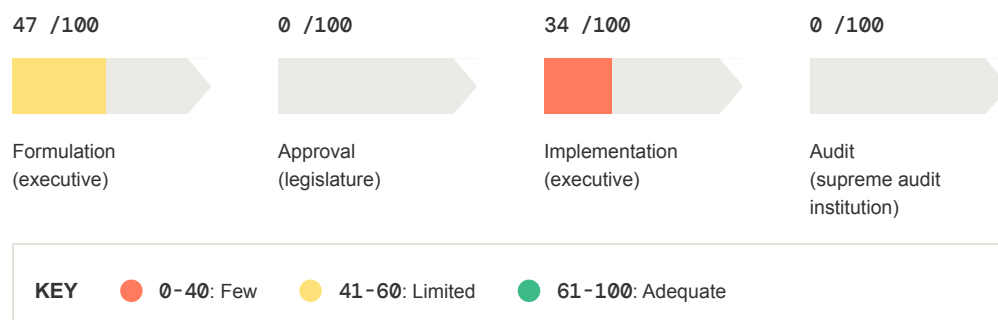 47 /100
0 /100
34 /100
0 /100
Formulation
(executive)
Approval
(legislature)
Implementation
(executive)
Audit
(supreme audit
institution)
KEY
0-40: Few
41-60: Limited
61-100: Adequate